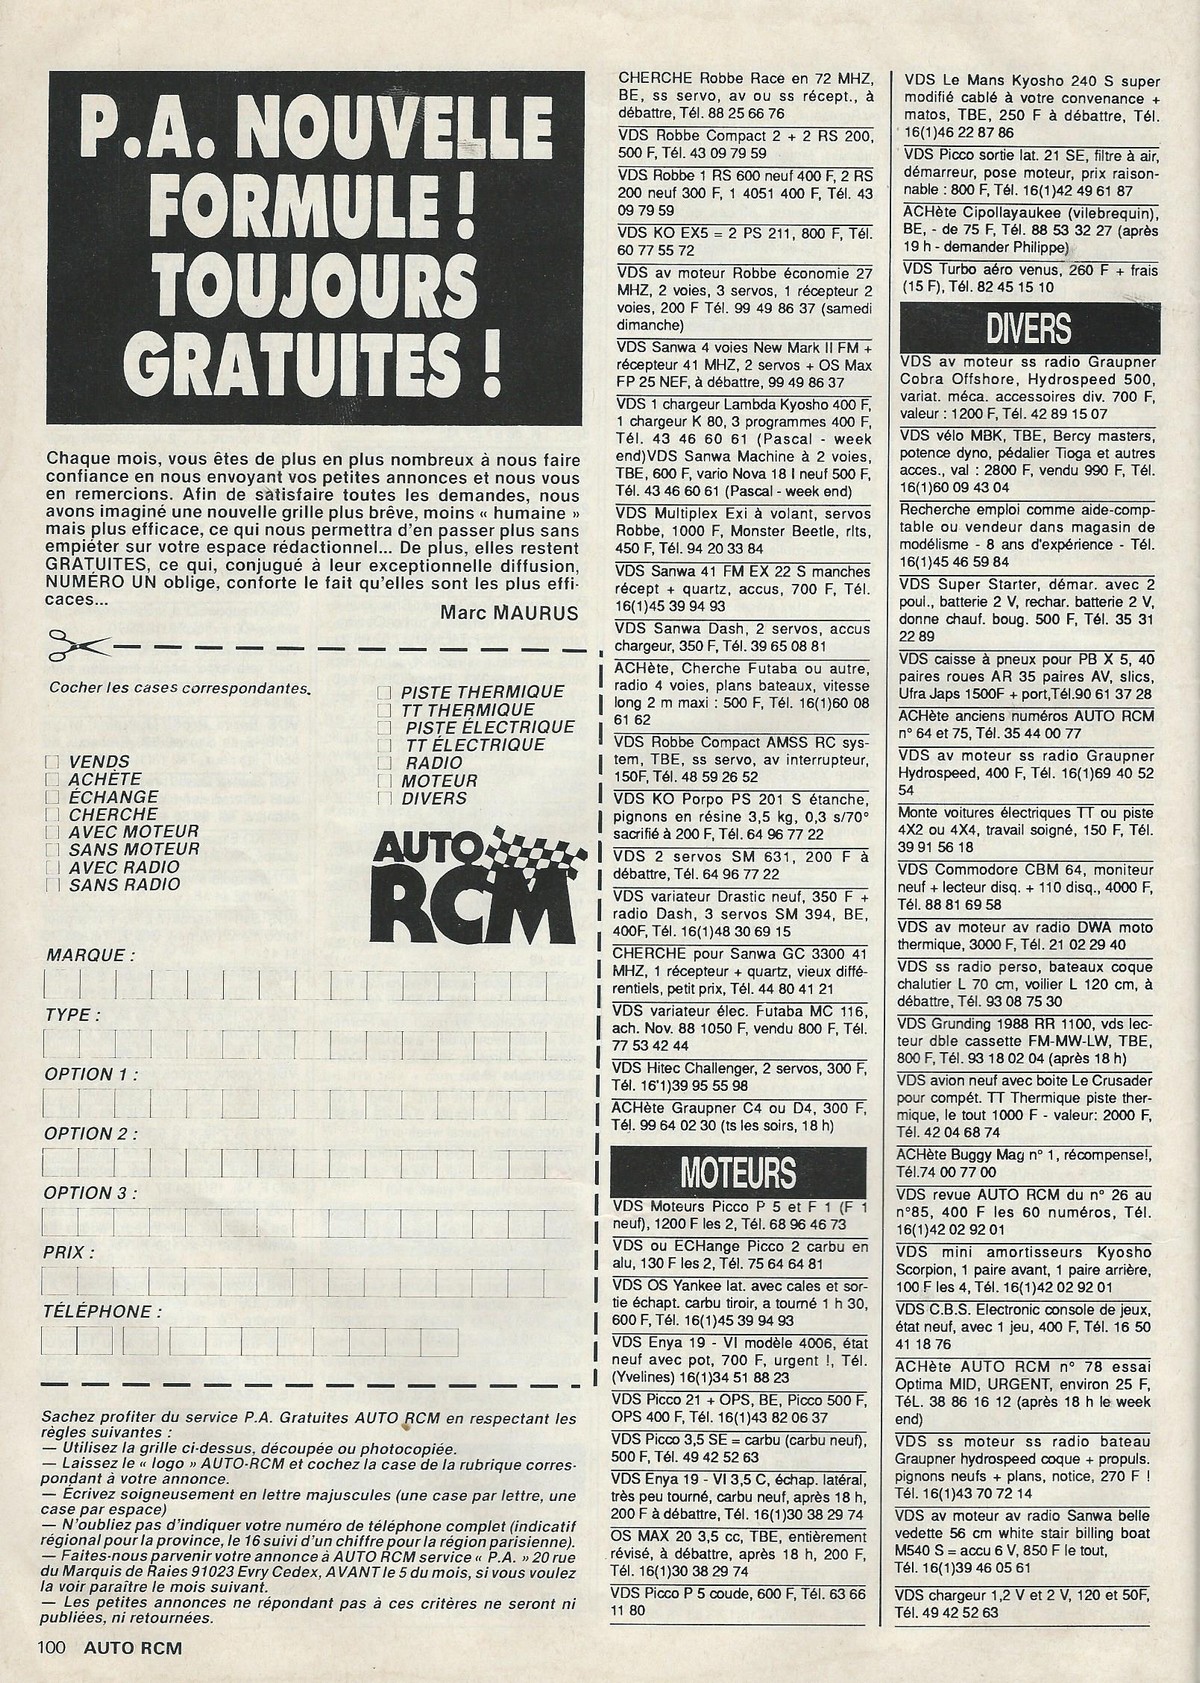 P.A. NOUVELLE
FORMULE !
TOUJOURS
GRATUITES !
Chaque mois, vous êtes de plus en plus nombreux à nous faire
confiance en nous envoyant vos petites annonces et nous vous
en remercions. Afin de satisfaire toutes les demandes, nous
avons imaginé une nouvelle grille plus brêve, moins « humaine »
mais plus efficace, ce qui nous permettra d'en passer plus sans
empiéter sur votre espace rédactionnel... De plus, elles restent
GRATUITES, ce qui, conjugué à leur exceptionnelle diffusion,
NUMÉRO UN oblige, conforte le fait qu'elles sont les plus effi-
caces...
Marc MAURUS
Cocher les cases correspondantes.
VENDS
ACHÈTE
ÉCHANGE
CHERCHE
AVEC MOTEUR
SANS MOTEUR
AVEC RADIO
SANS RADIO
PISTE THERMIQUE
TT THERMIQUE
PISTE ÉLECTRIQUE
TT ÉLECTRIQUE
RADIO
MOTEUR
DIVERS
AUTO
RCM
MARQUE :
TYPE :
OPTION 1 :
OPTION 2 :
OPTION 3 :
PRIX :
TÉLÉPHONE :
Sachez profiter du service P.A. Gratuites AUTO RCM en respectant les
règles suivantes :
— Utilisez la grille ci-dessus, découpée ou photocopiée.
— Laissez le « logo » AUTO-RCM et cochez la case de la rubrique corres-
pondant à votre annonce.
— Écrivez soigneusement en lettre majuscules (une case par lettre, une
case par espace)
— N'oubliez pas d'indiquer votre numéro de téléphone complet (indicatif
régional pour la province, le 16 suivi d'un chiffre pour la région parisienne).
— Faites-nous parvenir votre annonce à AUTO RCM service « P.A. » 20 rue
du Marquis de Raies 91023 Evry Cedex, AVANT le 5 du mois, si vous voulez
la voir paraître le mois suivant.
— Les petites annonces ne répondant pas à ces critères ne seront ni
publiées, ni retournées.
100 AUTO RCM
CHERCHE Robbe Race en 72 MHZ,
BE, ss servo, av ou ss récept., à
débattre, Tél. 88 25 66 76
VDS Robbe Compact 2 + 2 RS 200,
500 F, Tél. 43 09 79 59
VDS Robbe 1 RS 600 neuf 400 F, 2 RS
200 neuf 300 F, 1 4051 400 F, Tél. 43
09 79 59
VDS KO EX5 = 2 PS 211, 800 F, Tél.
60 77 55 72
VDS av moteur Robbe économie 27
MHZ, 2 voies, 3 servos, 1 récepteur 2
voies, 200 F Tél. 99 49 86 37 (samedi
dimanche)
VDS Sanwa 4 voies New Mark II FM +
récepteur 41 MHZ, 2 servos + OS Max
FP 25 NEF, à débattre, 99 49 86 37
VDS 1 chargeur Lambda Kyosho 400 F,
1 chargeur K 80, 3 programmes 400 F,
Tél. 43 46 60 61 (Pascal - week
end)VDS Sanwa Machine à 2 voies,
TBE, 600 F, vario Nova 18 I neuf 500 F,
Tél. 43 46 60 61 (Pascal - week end)
VDS Multiplex Exi à volant, servos
Robbe, 1000 F, Monster Beetle, rlts,
450 F, Tél. 94 20 33 84
VDS Sanwa 41 FM EX 22 S manches
récept + quartz, accus, 700 F, Tél.
16(1)45 39 94 93
VDS Sanwa Dash, 2 servos, accus
chargeur, 350 F, Tél. 39 65 08 81
ACHète, Cherche Futaba ou autre,
radio 4 voies, plans bateaux, vitesse
long 2 m maxi : 500 F, Tél. 16(1)60 08
61 62
VDS Robbe Compact AMSS RC sys-
tem, TBE, ss servo, av interrupteur,
150F, Tél. 48 59 26 52
VDS KO Porpo PS 201 S étanche,
pignons en résine 3,5 kg, 0,3 s/70°
sacrifié à 200 F, Tél. 64 96 77 22
VDS 2 servos SM 631, 200 F à
débattre, Tél. 64 96 77 22
VDS variateur Drastic neuf, 350 F +
radio Dash, 3 servos SM 394, BE,
400F, Tél. 16(1)48 30 69 15
CHERCHE pour Sanwa GC 3300 41
MHZ, 1 récepteur + quartz, vieux diffé-
rentiels, petit prix, Tél. 44 80 41 21
VDS variateur élec. Futaba MC 116,
ach. Nov. 88 1050 F, vendu 800 F, Tél.
77 53 42 44
VDS Hitec Challenger, 2 servos, 300 F,
Tél. 16'1)39 95 55 98
ACHète Graupner C4 ou D4, 300 F,
Tél. 99 64 02 30 (ts les soirs, 18 h)
MOTEURS
VDS Moteurs Picco P 5 et F 1 (F 1
neuf), 1200 F les 2, Tél. 68 96 46 73
VDS ou ECHange Picco 2 carbu en
alu, 130 F les 2, Tél. 75 64 64 81
VDS OS Yankee lat. avec cales et sor-
tie échapt. carbu tiroir, a tourné 1 h 30,
600 F, Tél. 16(1)45 39 94 93
VDS Enya 19 - VI modèle 4006, état
neuf avec pot, 700 F, urgent !, Tél.
(Yvelines) 16(1)34 51 88 23
VDS Picco 21 + OPS, BE, Picco 500 F,
OPS 400 F, Tél. 16(1)43 82 06 37
VDS Picco 3,5 SE = carbu (carbu neuf),
500 F, Tél. 49 42 52 63
VDS Enya 19 - VI 3,5 C, échap. latéral,
très peu tourné, carbu neuf, après 18 h,
200 F à débattre, Tél. 16(1)30 38 29 74
OS MAX 20 3,5 cc, TBE, entièrement
révisé, à débattre, après 18 h, 200 F,
Tél. 16(1)30 38 29 74
VDS Picco P 5 coude, 600 F, Tél. 63 66
11 80
VDS Le Mans Kyosho 240 S super
modifié cablé à votre convenance +
matos, TBE, 250 F à débattre, Tél.
16(1)46 22 87 86
VDS Picco sortie lat. 21 SE, filtre à air,
démarreur, pose moteur, prix raison-
nable : 800 F, Tél. 16(1)42 49 61 87
ACHète Cipollayaukee (vilebrequin),
BE, - de 75 F, Tél. 88 53 32 27 (après
19 h - demander Philippe)
VDS Turbo aéro venus, 260 F + frais
(15 F), Tél. 82 45 15 10
DIVERS
VDS av moteur ss radio Graupner
Cobra Offshore, Hydrospeed 500,
variat. méca. accessoires div. 700 F,
valeur : 1200 F, Tél. 42 89 15 07
VDS vélo MBK, TBE, Bercy masters,
potence dyno, pédalier Tioga et autres
acces., val : 2800 F, vendu 990 F, Tél.
16(1)60 09 43 04
Recherche emploi comme aide-comp-
table ou vendeur dans magasin de
modélisme - 8 ans d'expérience - Tél.
16(1)45 46 59 84
VDS Super Starter, démar. avec 2
poul., batterie 2 V, rechar. batterie 2 V,
donne chauf. boug. 500 F, Tél. 35 31
22 89
VDS caisse à pneux pour PB X 5, 40
paires roues AR 35 paires AV, slics,
Ufra Japs 1500F + port,Tél.90 61 37 28
ACHète anciens numéros AUTO RCM
n° 64 et 75, Tél. 35 44 00 77
VDS av moteur ss radio Graupner
Hydrospeed, 400 F, Tél. 16(1)69 40 52
54
Monte voitures électriques TT ou piste
4X2 ou 4X4, travail soigné, 150 F, Tél.
39 91 56 18
VDS Commodore CBM 64, moniteur
neuf + lecteur disq. + 110 disq., 4000 F,
Tél. 88 81 69 58
VDS av moteur av radio DWA moto
thermique, 3000 F, Tél. 21 02 29 40
VDS ss radio perso, bateaux coque
chalutier L 70 cm, voilier L 120 cm, à
débattre, Tél. 93 08 75 30
VDS Grunding 1988 RR 1100, vds lec-
teur dble cassette FM-MW-LW, TBE,
800 F, Tél. 93 18 02 04 (après 18 h)
VDS avion neuf avec boite Le Crusader
pour compét. TT Thermique piste ther-
mique, le tout 1000 F - valeur: 2000 F,
Tél. 42 04 68 74
ACHète Buggy Mag n° 1, récompense!,
Tél.74 00 77 00
VDS revue AUTO RCM du n° 26 au
n°85, 400 F les 60 numéros, Tél.
16(1)42 02 92 01
VDS mini amortisseurs Kyosho
Scorpion, 1 paire avant, 1 paire arrière,
100 F les 4, Tél. 16(1)42 02 92 01
VDS C.B.S. Electronic console de jeux,
état neuf, avec 1 jeu, 400 F, Tél. 16 50
41 18 76
ACHète AUTO RCM n° 78 essai
Optima MID, URGENT, environ 25 F,
TéL. 38 86 16 12 (après 18 h le week
end)
VDS ss moteur ss radio bateau
Graupner hydrospeed coque + propuls.
pignons neufs + plans, notice, 270 F !
Tél. 16(1)43 70 72 14
VDS av moteur av radio Sanwa belle
vedette 56 cm white stair billing boat
M540 S = accu 6 V, 850 F le tout,
Tél. 16(1)39 46 05 61
VDS chargeur 1,2 V et 2 V, 120 et 50F,
Tél. 49 42 52 63